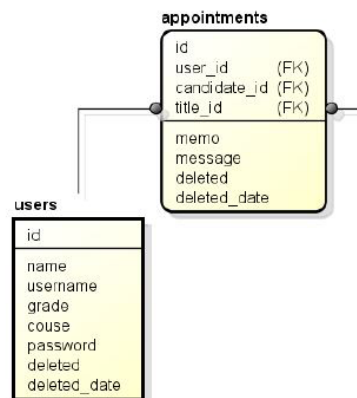 appointments
id
user_id (FK)
candidate_id (FK)
title_id (FK)
memo
message
deleted
deleted_date
users
id
name
username
grade
couse
password
deleted
deleted_date